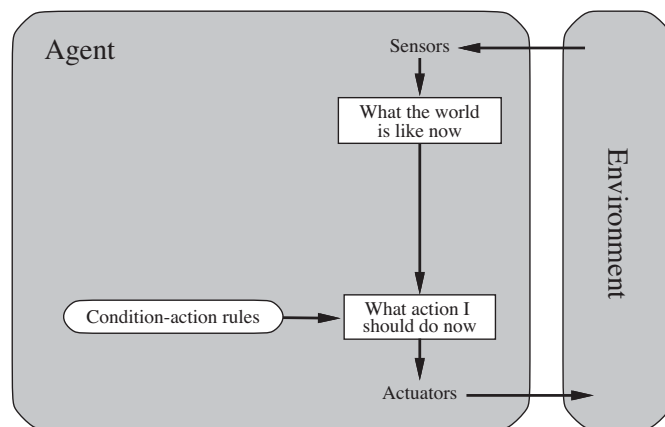 Agent
Sensors
What the world
is like now
Environment
Condition-action rules
What action I
should do now
Actuators